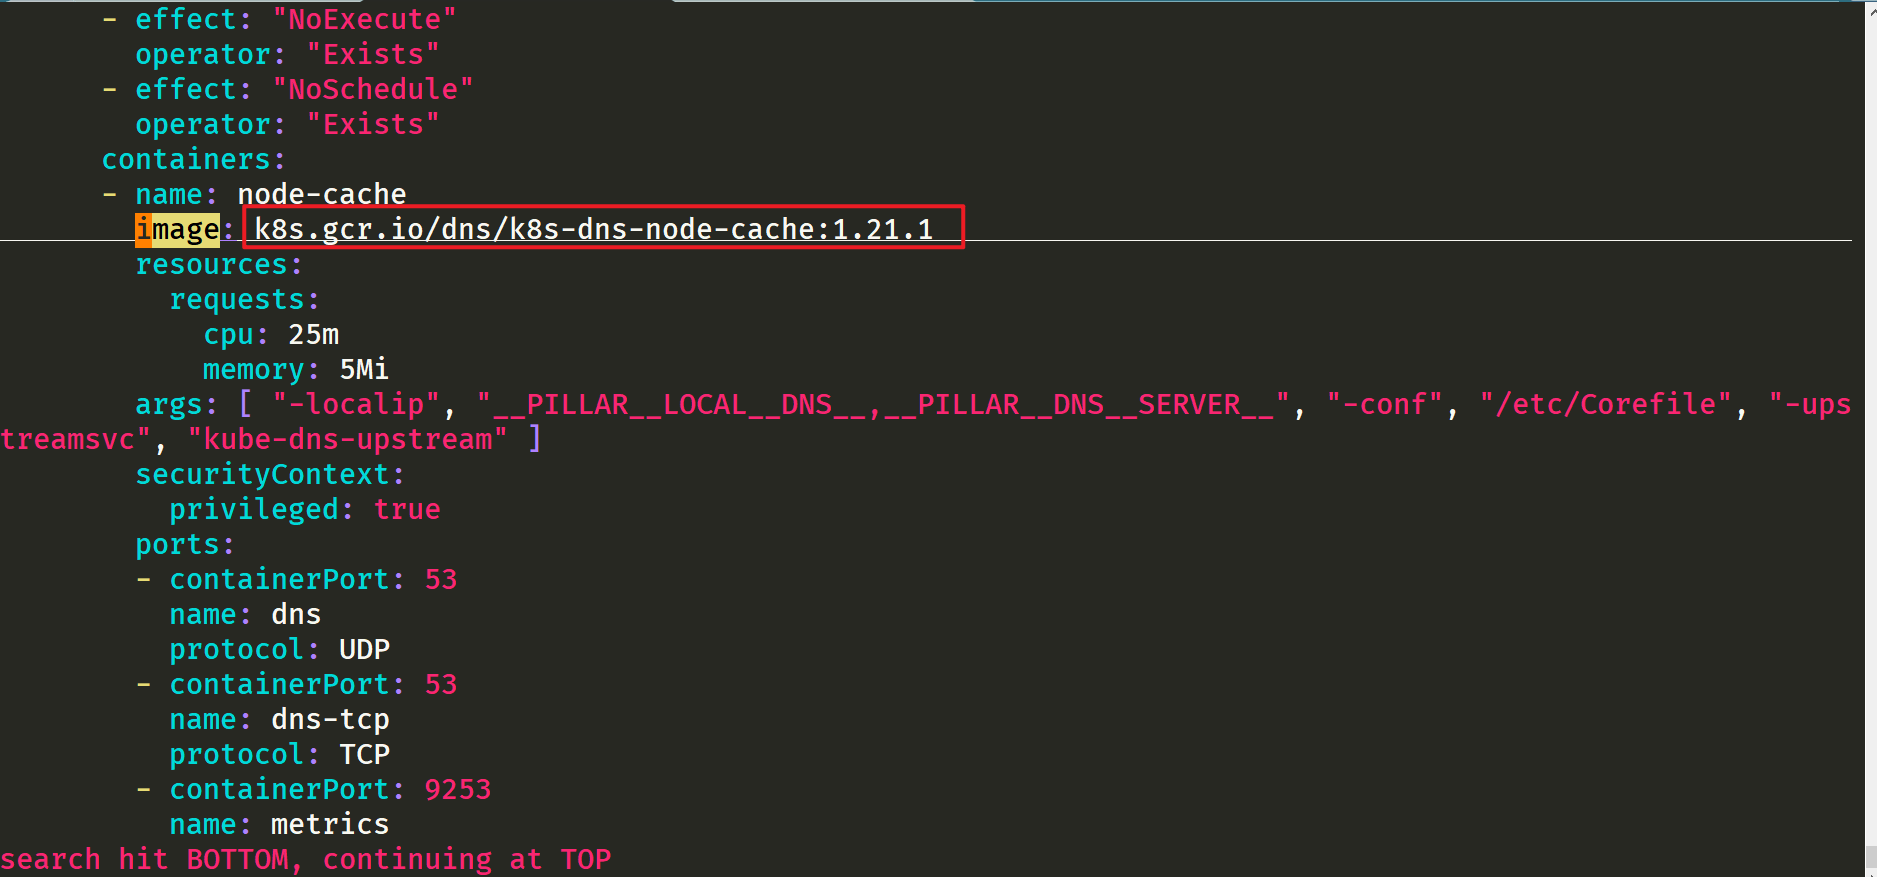 - effect: "NoExecute"
operator: "Exists"
- effect: "NoSchedule"
operator: "Exists"
containers:
- name: node-cache
image: k8s.gcr.io/dns/k8s-dns-node-cache:1.21.1
resources:
requests:
cpu: 25m
memory: 5Mi
args: [ "-localip", "__PILLAR__LOCAL__DNS__,__PILLAR__DNS__SERVER__", "-conf", "/etc/Corefile", "-ups
treamsvc", "kube-dns-upstream" ]
securityContext:
privileged: true
ports:
- containerPort: 53
name: dns
protocol: UDP
- containerPort: 53
name: dns-tcp
protocol: TCP
- containerPort: 9253
name: metrics
search hit BOTTOM, continuing at TOP